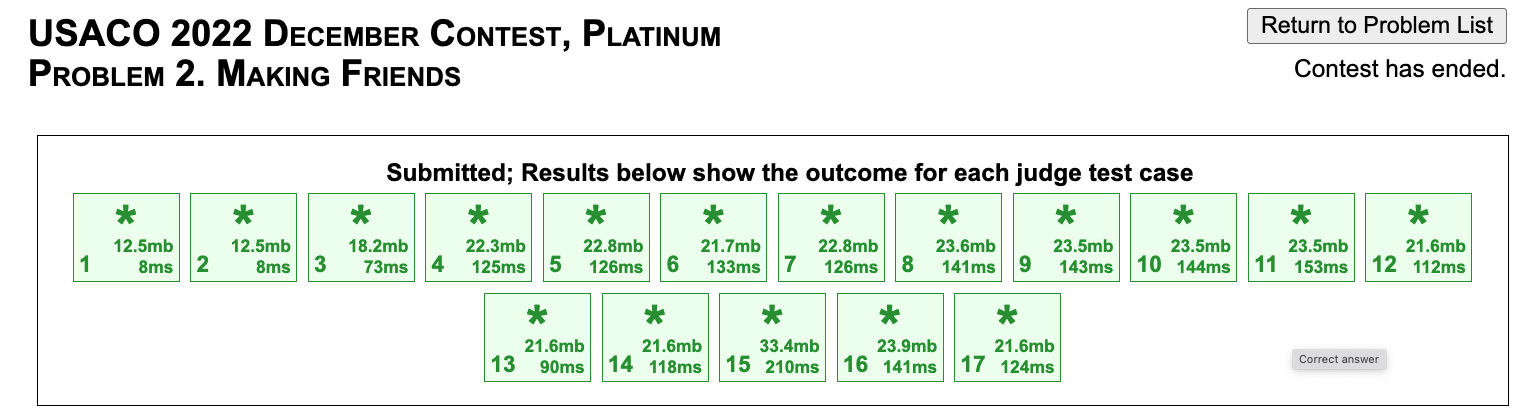 USACO 2022 December Contest, Platinum
Return to Problem List
Problem 2. Making Friends
Contest has ended.
Submitted; Results below show the outcome for each judge test case
* * * * * * * * * * * *
12.5mb 12.5mb 18.2mb 22.3mb 22.8mb 21.7mb 22.8mb 23.6mb 23.5mb 23.5mb 23.5mb 21.6mb
1 8ms 2 8ms 3 73ms 4 125ms 5 126ms 6 133ms 7 126ms 8 141ms 9 143ms 10 144ms 11 153ms 12 112ms
* * * * *
21.6mb 21.6mb 33.4mb 23.9mb 21.6mb
13 90ms 14 118ms 15 210ms 16 141ms 17 124ms
Correct answer